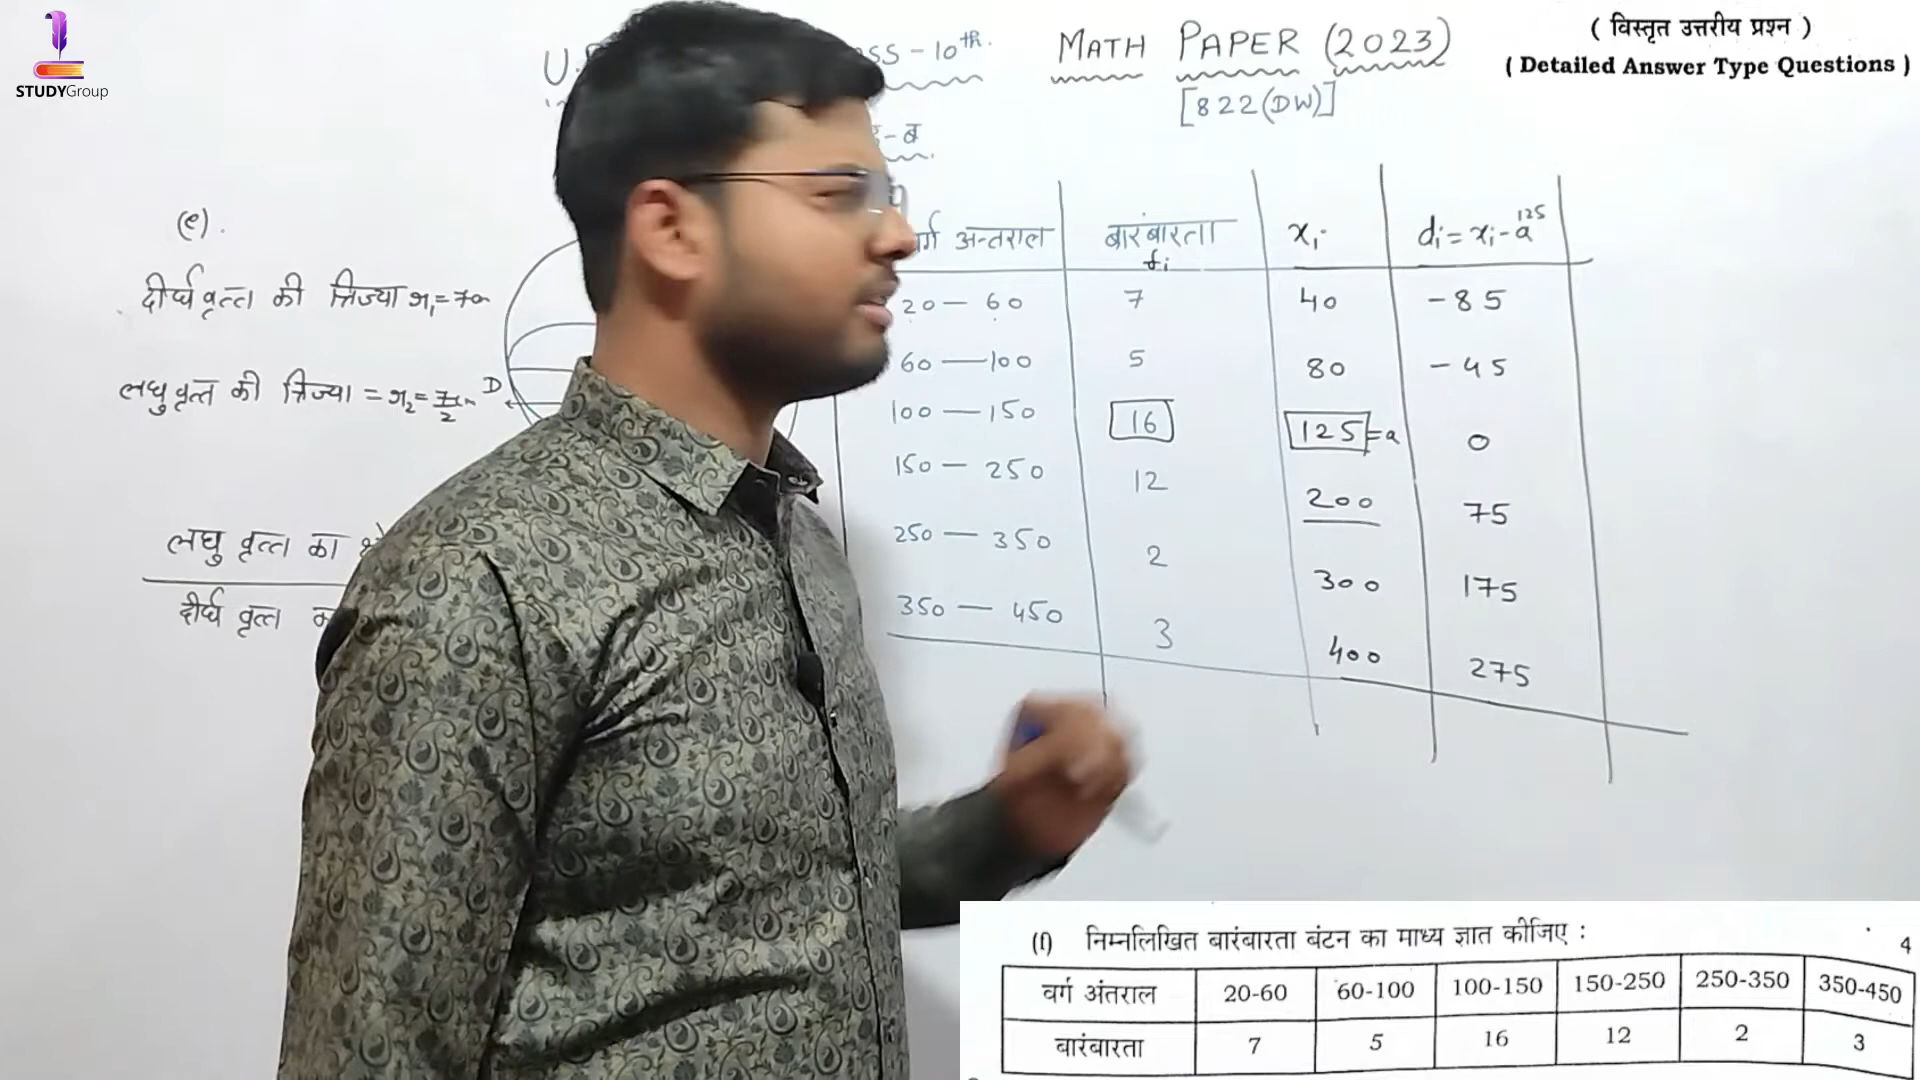 STUDYGroup
MATH PAPER (2023)
[822(DW)]
( विस्तृत उत्तरीय प्रश्न )
( Detailed Answer Type Questions )
(e).
दीर्घ वृत्त की त्रिज्या r₁ = 7cm
लघु वृत्त की त्रिज्या = r₂ = 7/2 cm
D
लघु वृत्त का
दीर्घ वृत्त
अन्तराल बारंबारता fi xi di = xi - a 125
20 — 60 7 40 -85
60 — 100 5 80 -45
100 — 150 16 125 = a 0
150 — 250 12 200 75
250 — 350 2 300 175
350 — 450 3 400 275
(f) निम्नलिखित बारंबारता बंटन का माध्य ज्ञात कीजिए : 4
वर्ग अंतराल 20-60 60-100 100-150 150-250 250-350 350-450
बारंबारता 7 5 16 12 2 3